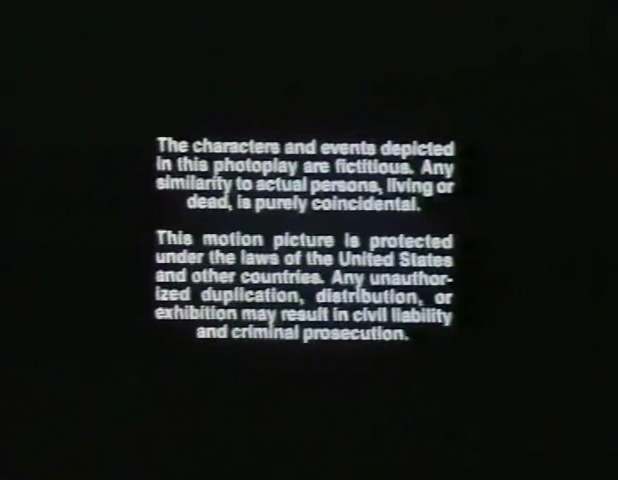 The characters and events depicted
in this photoplay are fictitious. Any
similarity to actual persons, living or
dead, is purely coincidental.
This motion picture is protected
under the laws of the United States
and other countries. Any unauthor-
ized duplication, distribution, or
exhibition may result in civil liability
and criminal prosecution.